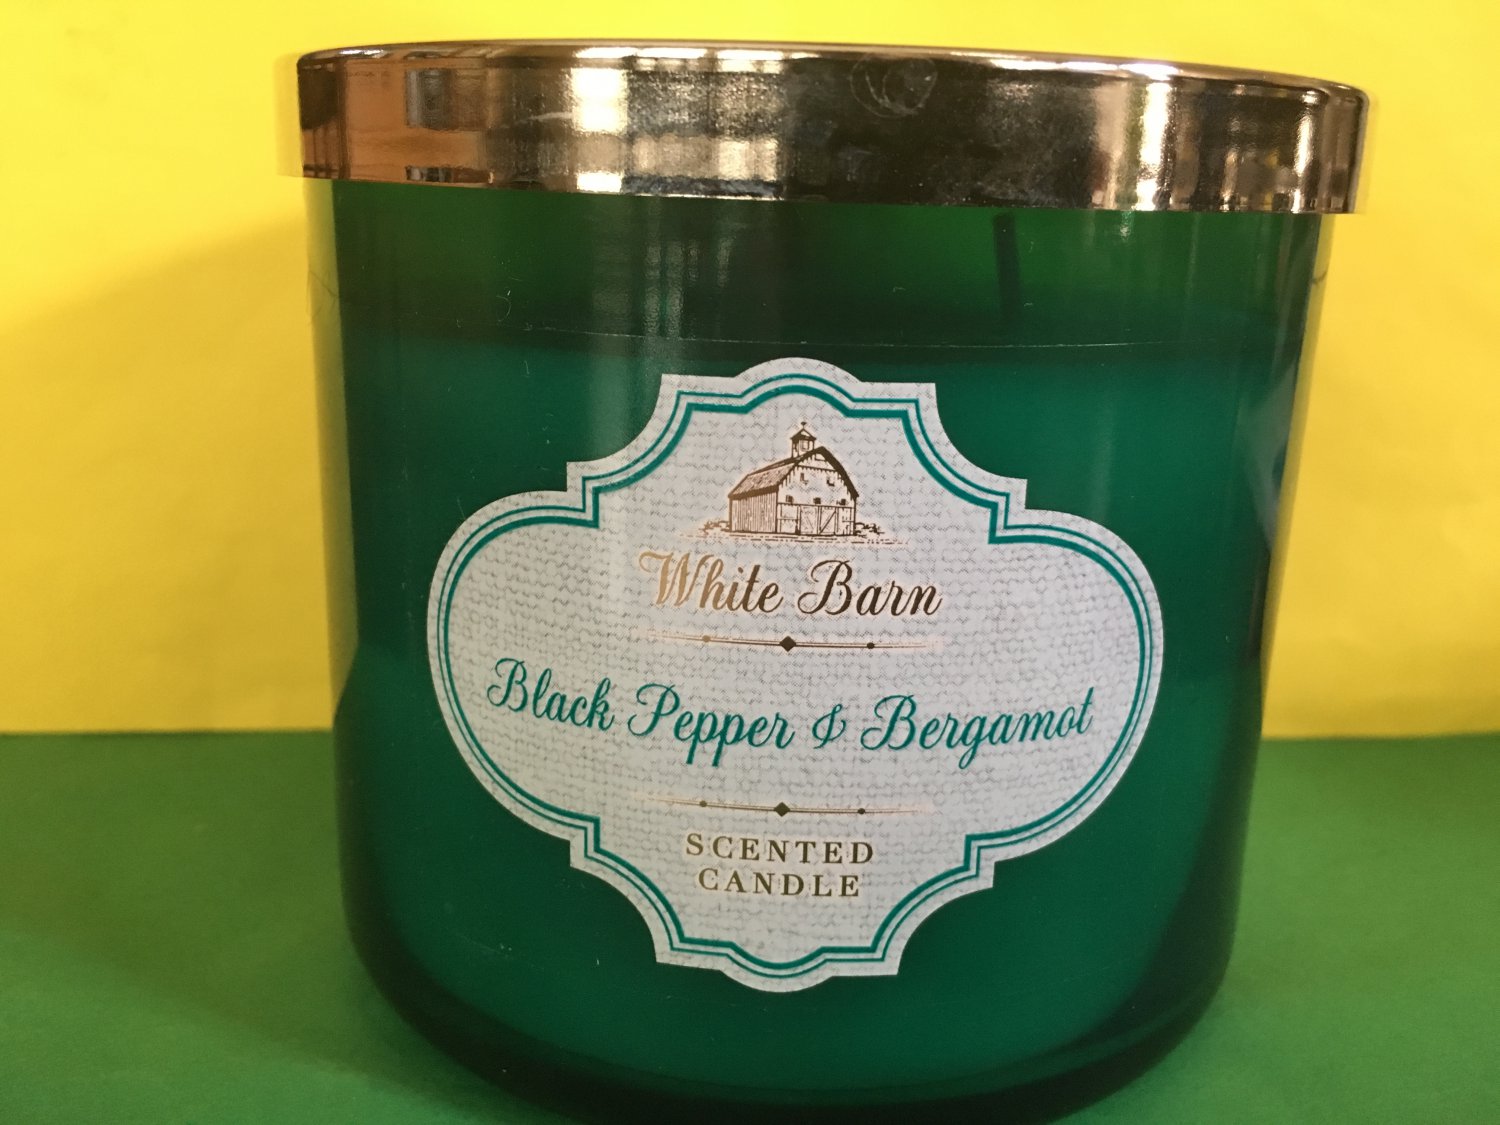 White Barn
Black Pepper & Bergamot
SCENTED
CANDLE